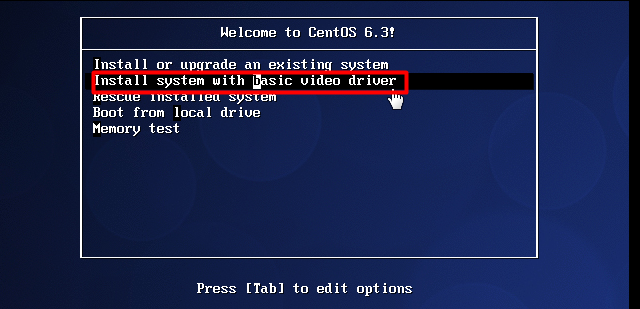 Welcome to CentOS 6.3!
Install or upgrade an existing system
Install system with basic video driver
Rescue installed system
Boot from local drive
Memory test
Press [Tab] to edit options